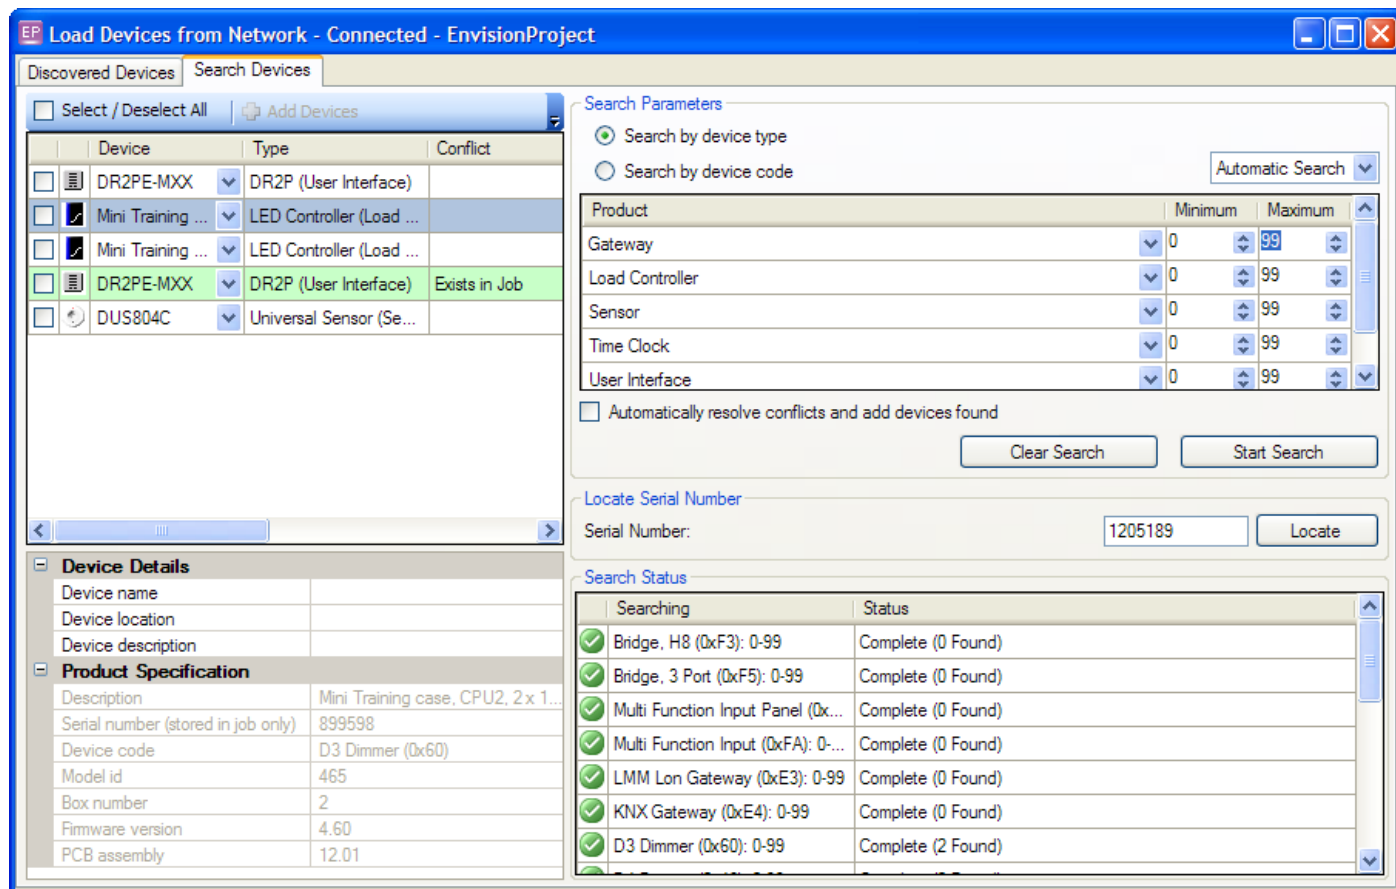 EP Load Devices from Network - Connected - EnvisionProject
Discovered Devices Search Devices
Select / Deselect All Add Devices
Device Type Conflict
DR2PE-MXX DR2P (User Interface)
Mini Training ... LED Controller (Load ...
Mini Training ... LED Controller (Load ...
DR2PE-MXX DR2P (User Interface) Exists in Job
DUS804C Universal Sensor (Se...
Device Details
Device name
Device location
Device description
Product Specification
Description Mini Training case, CPU2, 2 x 1...
Serial number (stored in job only) 899598
Device code D3 Dimmer (0x60)
Model id 465
Box number 2
Firmware version 4.60
PCB assembly 12.01
Search Parameters
Search by device type
Search by device code
Automatic Search
Product Minimum Maximum
Gateway 0 99
Load Controller 0 99
Sensor 0 99
Time Clock 0 99
User Interface 0 99
Automatically resolve conflicts and add devices found
Clear Search Start Search
Locate Serial Number
Serial Number: 1205189 Locate
Search Status
Searching Status
Bridge, H8 (0xF3): 0-99 Complete (0 Found)
Bridge, 3 Port (0xF5): 0-99 Complete (0 Found)
Multi Function Input Panel (0x... Complete (0 Found)
Multi Function Input (0xFA): 0-... Complete (0 Found)
LMM Lon Gateway (0xE3): 0-99 Complete (0 Found)
KNX Gateway (0xE4): 0-99 Complete (0 Found)
D3 Dimmer (0x60): 0-99 Complete (2 Found)